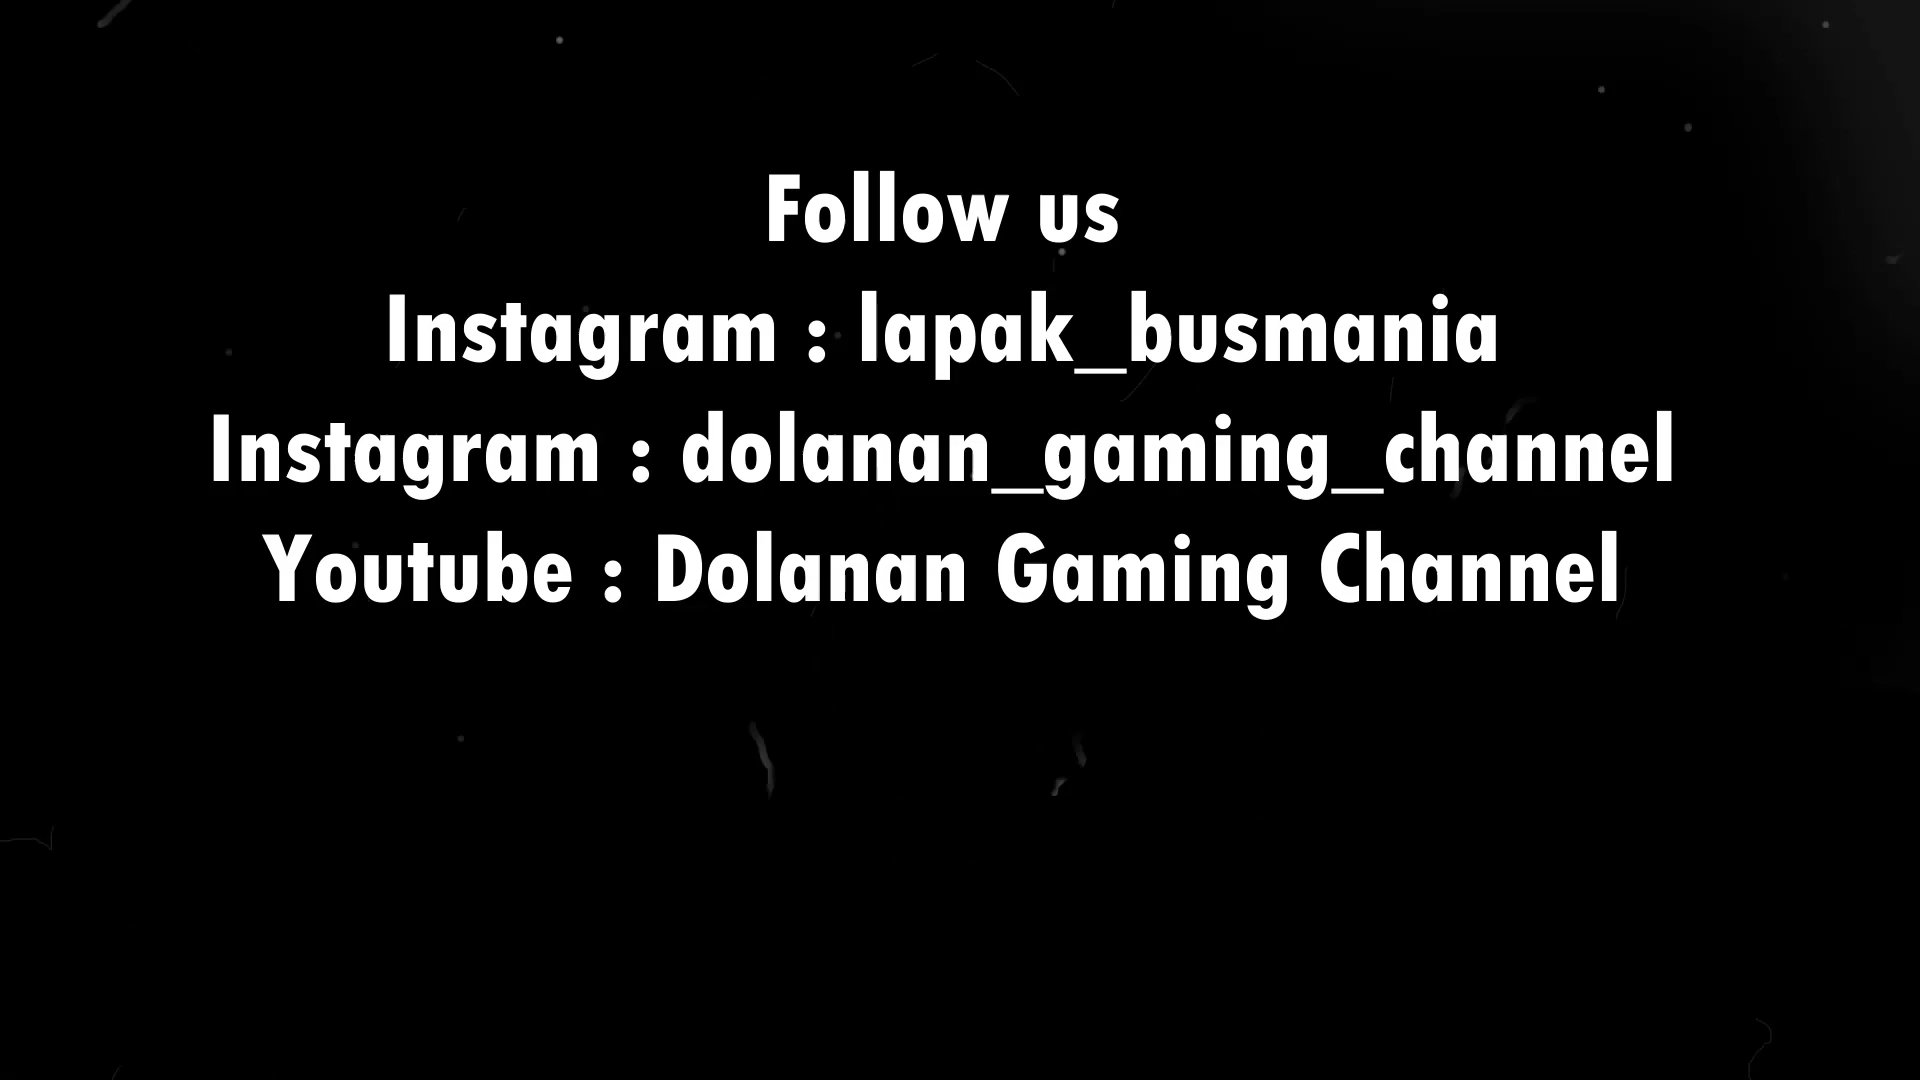 Follow us
Instagram : lapak_busmania
Instagram : dolanan_gaming_channel
Youtube : Dolanan Gaming Channel